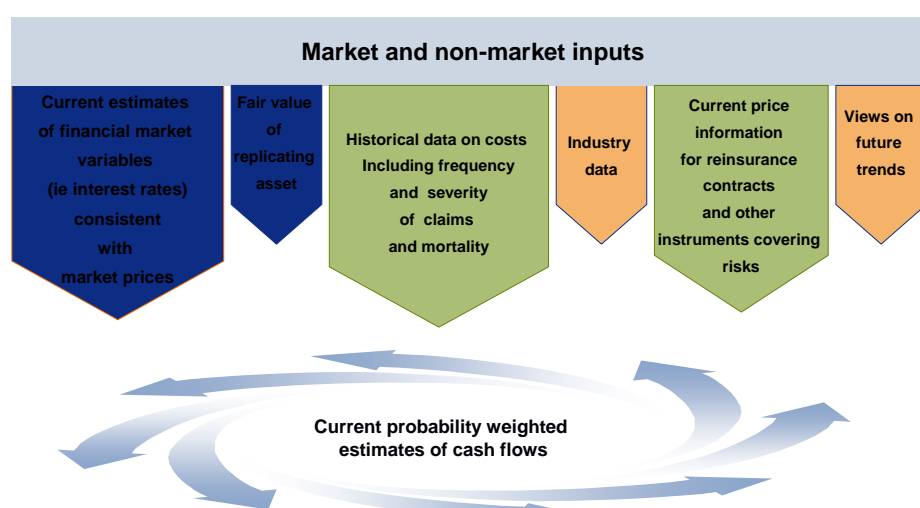 Market and non-market inputs
Current estimates
of financial market
variables
(ie interest rates)
consistent
with
market prices
Fair value
of
replicating
asset
Historical data on costs
Including frequency
and severity
of claims
and mortality
Industry
data
Current price
information
for reinsurance
contracts
and other
instruments covering
risks
Views on
future
trends
Current probability weighted
estimates of cash flows